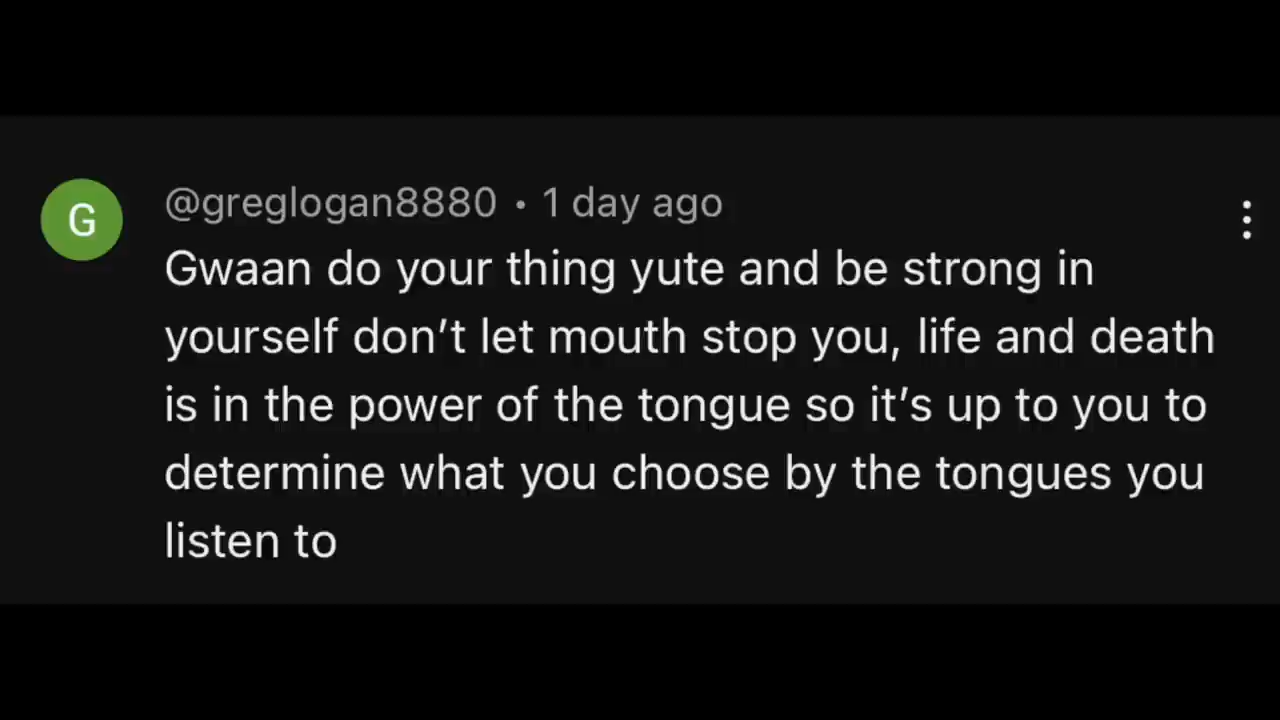 G
@greglogan8880 • 1 day ago
Gwaan do your thing yute and be strong in
yourself don’t let mouth stop you, life and death
is in the power of the tongue so it’s up to you to
determine what you choose by the tongues you
listen to